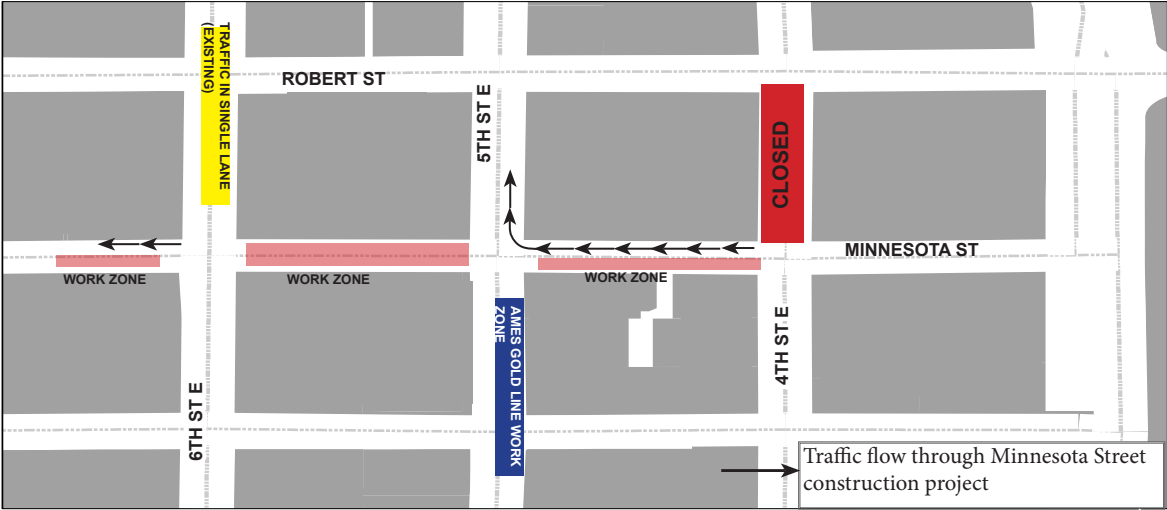 TRAFFIC IN SINGLE LANE
(EXISTING)
ROBERT ST
5TH ST E
CLOSED
MINNESOTA ST
WORK ZONE
WORK ZONE
WORK ZONE
AMES GOLD LINE WORK
ZONE
4TH ST E
6TH ST E
Traffic flow through Minnesota Street
construction project